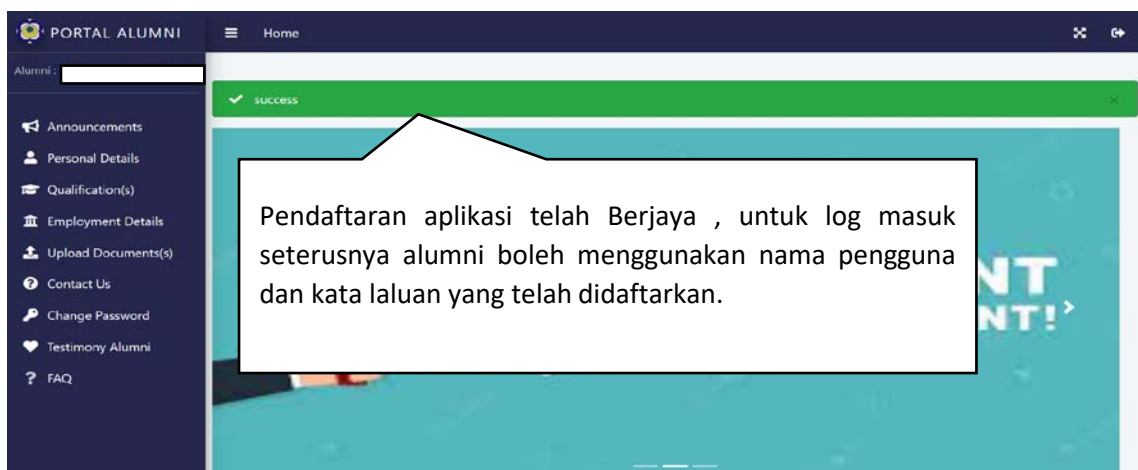 PORTAL ALUMNI
Home
Alumni :
success
Announcements
Personal Details
Qualification(s)
Employment Details
Upload Documents(s)
Contact Us
Change Password
Testimony Alumni
FAQ
Pendaftaran aplikasi telah Berjaya , untuk log masuk
seterusnya alumni boleh menggunakan nama pengguna
dan kata laluan yang telah didaftarkan.